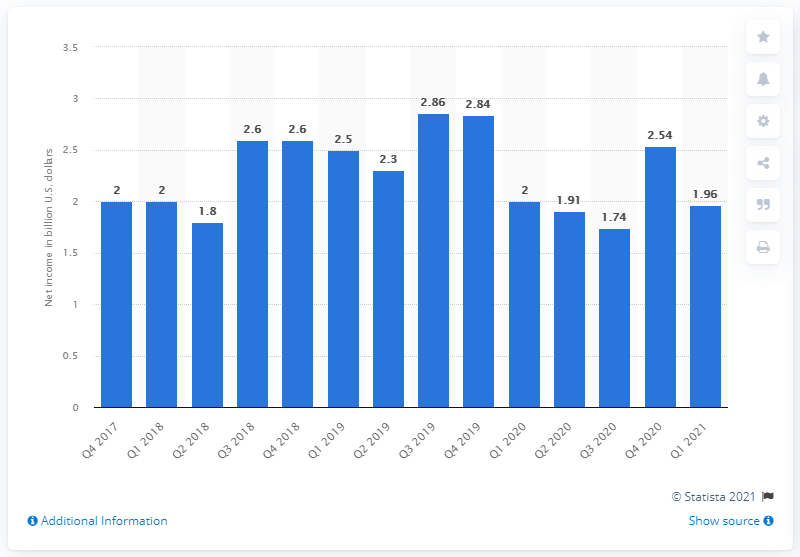 Net income in billion U.S. dollars
3.5
3
2.5
2
1.5
1
0.5
0
2
2
1.8
2.6
2.6
2.5
2.3
2.86
2.84
2
1.91
1.74
2.54
1.96
Q4 2017
Q1 2018
Q2 2018
Q3 2018
Q4 2018
Q1 2019
Q2 2019
Q3 2019
Q4 2019
Q1 2020
Q2 2020
Q3 2020
Q4 2020
Q1 2021
© Statista 2021
Additional Information
Show source